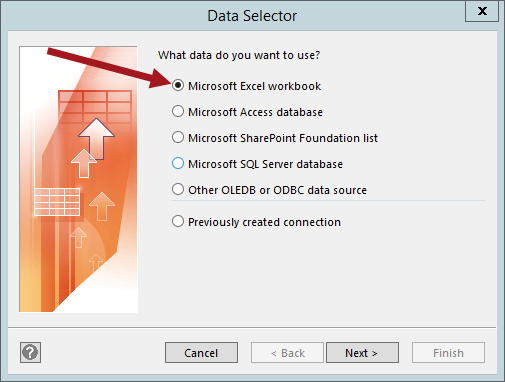 Data Selector
X
What data do you want to use?
Microsoft Excel workbook
Microsoft Access database
Microsoft SharePoint Foundation list
Microsoft SQL Server database
Other OLEDB or ODBC data source
Previously created connection
?
Cancel
< Back
Next >
Finish